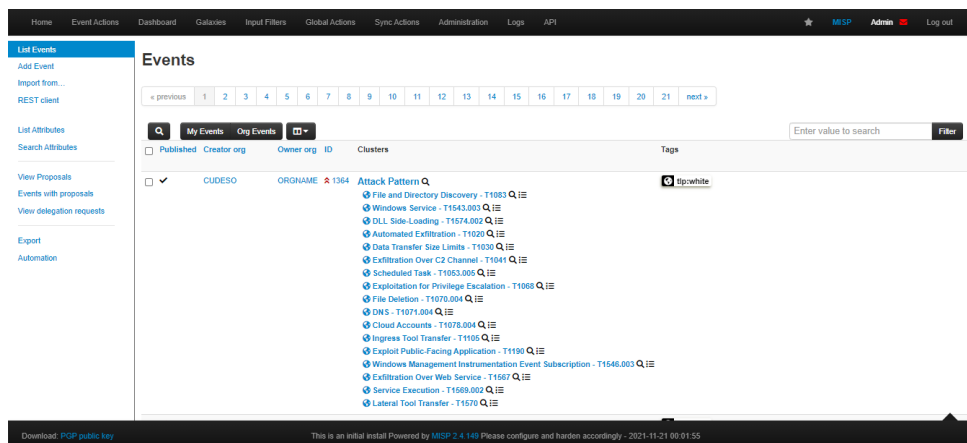 Home Event Actions Dashboard Galaxies Input Filters Global Actions Sync Actions Administration Logs API MISP Admin Log out
List Events
Add Event
Import from…
REST client
List Attributes
Search Attributes
View Proposals
Events with proposals
View delegation requests
Export
Automation
Events
« previous 1 2 3 4 5 6 7 8 9 10 11 12 13 14 15 16 17 18 19 20 21 next »
My Events Org Events Enter value to search Filter
Published Creator org Owner org ID Clusters Tags
CUDESO ORGNAME 1364 Attack Pattern tlp:white
File and Directory Discovery - T1083
Windows Service - T1543.003
DLL Side-Loading - T1574.002
Automated Exfiltration - T1020
Data Transfer Size Limits - T1030
Exfiltration Over C2 Channel - T1041
Scheduled Task - T1053.005
Exploitation for Privilege Escalation - T1068
File Deletion - T1070.004
DNS - T1071.004
Cloud Accounts - T1078.004
Ingress Tool Transfer - T1105
Exploit Public-Facing Application - T1190
Windows Management Instrumentation Event Subscription - T1546.003
Exfiltration Over Web Service - T1567
Service Execution - T1569.002
Lateral Tool Transfer - T1570
Download: PGP public key This is an initial install Powered by MISP 2.4.149 Please configure and harden accordingly - 2021-11-21 00:01:55